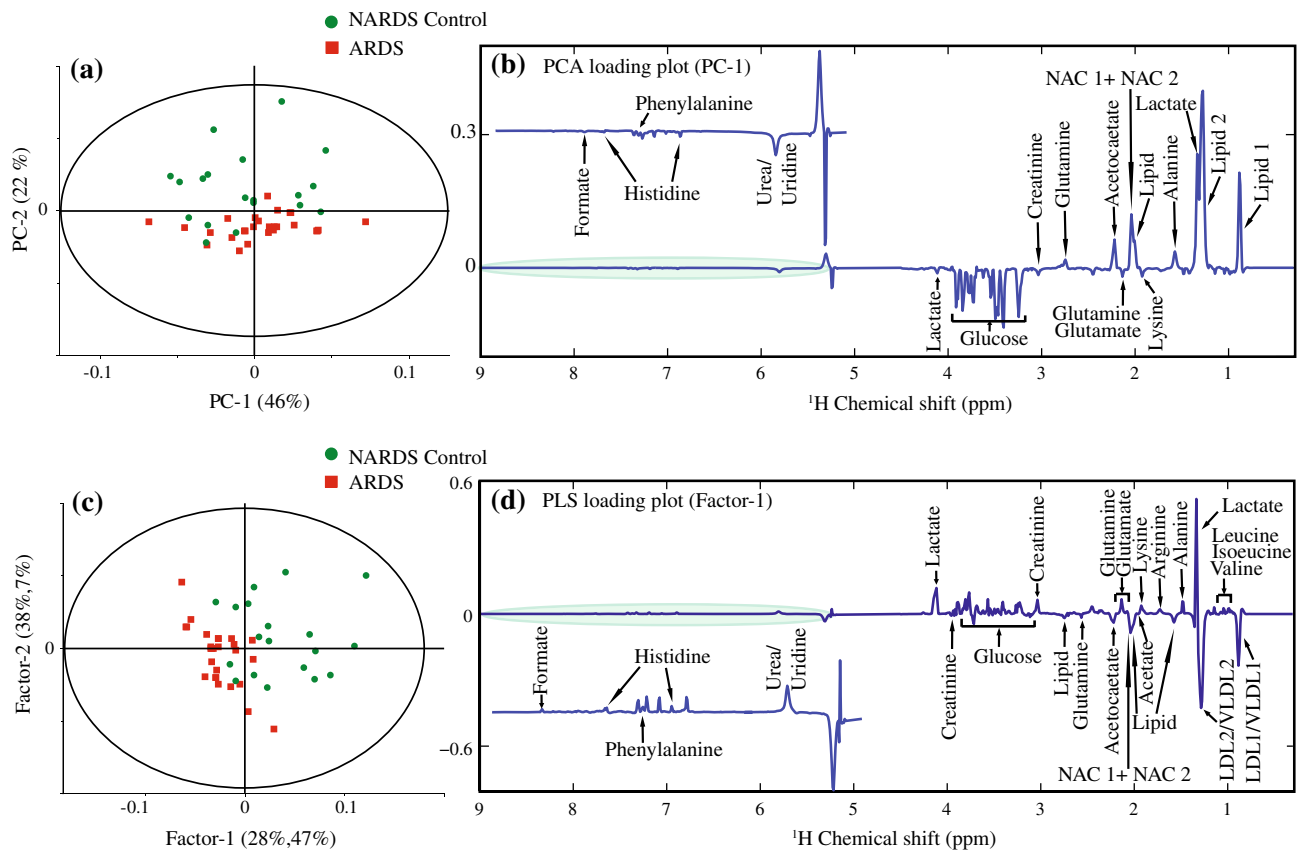 NARDS Control
ARDS
(a)
PC-2 (22 %)
0
-0.1
0
0.1
PC-1 (46%)
(b)
PCA loading plot (PC-1)
0.3
0
Phenylalanine
Formate
Histidine
Urea/
Uridine
Lactate
Glucose
Creatinine
Glutamine
Acetocaetate
NAC 1+ NAC 2
Lipid
Alanine
Lactate
Lipid 2
Lipid 1
Glutamine
Glutamate
Lysine
9
8
7
6
5
4
3
2
1
1H Chemical shift (ppm)
NARDS Control
ARDS
(c)
Factor-2 (38%,7%)
0
-0.1
0
0.1
Factor-1 (28%,47%)
(d)
PLS loading plot (Factor-1)
0.6
0
−0.6
Formate
Histidine
Phenylalanine
Urea/
Uridine
Lactate
Creatinine
Glucose
Creatinine
Lipid
Glutamine
Acetocaetate
Glutamine
Glutamate
Lysine
Arginine
Alanine
Lactate
Leucine
Isoeucine
Valine
Acetate
Lipid
NAC 1+ NAC 2
LDL2/VLDL2
LDL1/VLDL1
9
8
7
6
5
4
3
2
1
1H Chemical shift (ppm)